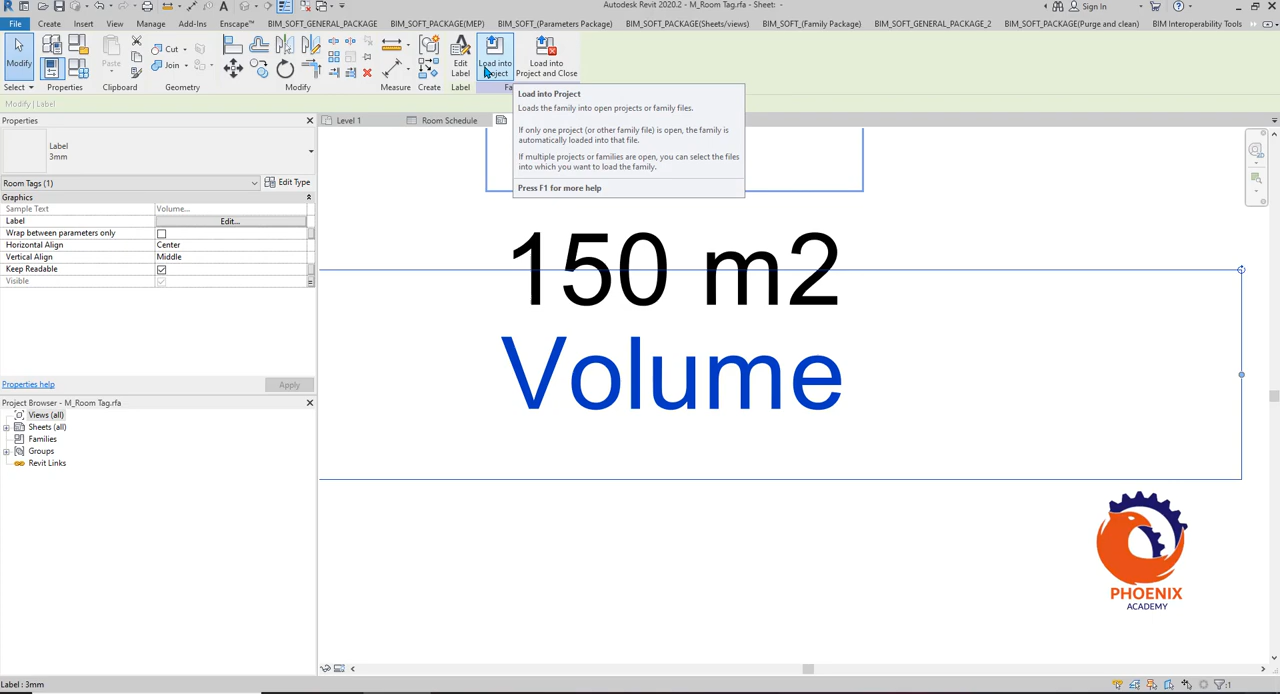 Autodesk Revit 2020.2 - M_Room Tag.rfa - Sheet:
Sign In
File Create Insert View Manage Add-Ins Enscape™ BIM_SOFT_GENERAL_PACKAGE BIM_SOFT_PACKAGE(MEP) BIM_SOFT_(Parameters Package) BIM_SOFT_PACKAGE(Sheets/views) BIM_SOFT_(Family Package) BIM_SOFT_GENERAL_PACKAGE_2 BIM_SOFT_PACKAGE(Purge and clean) BIM Interoperability Tools
Modify
Paste
Cut
Join
Edit Label
Load into Project
Load into Project and Close
Select Properties Clipboard Geometry Modify Measure Create Label Fa
Modify | Label
Load into Project
Loads the family into open projects or family files.
If only one project (or other family file) is open, the family is
automatically loaded into that file.
If multiple projects or families are open, you can select the files
into which you want to load the family.
Press F1 for more help
Properties
Level 1
Room Schedule
Label
3mm
Room Tags (1)
Edit Type
Graphics
Sample Text Volume...
Label Edit...
Wrap between parameters only
Horizontal Align Center
Vertical Align Middle
Keep Readable
Visible
Properties help
Apply
Project Browser - M_Room Tag.rfa
Views (all)
Sheets (all)
Families
Groups
Revit Links
150 m2
Volume
PHOENIX
ACADEMY
Label : 3mm
:1